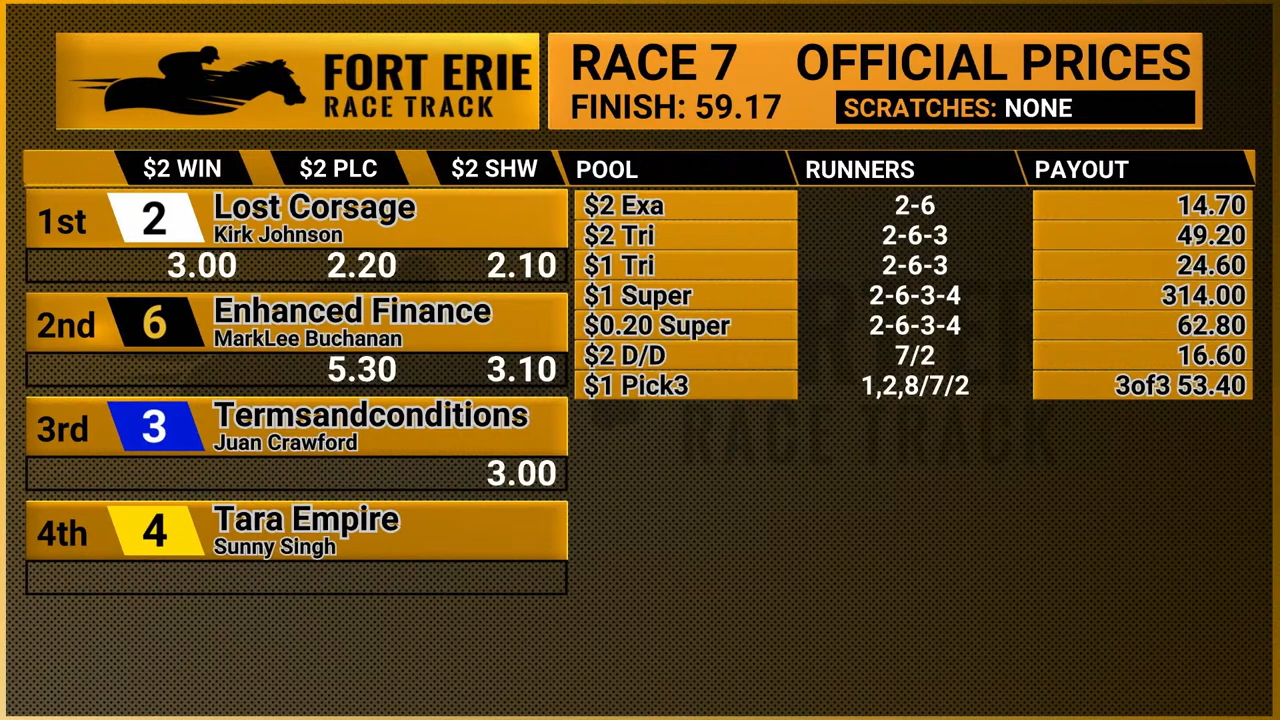 FORT ERIE
RACE TRACK
RACE 7 OFFICIAL PRICES
FINISH: 59.17 SCRATCHES: NONE
$2 WIN $2 PLC $2 SHW
1st 2 Lost Corsage
Kirk Johnson
3.00 2.20 2.10
2nd 6 Enhanced Finance
MarkLee Buchanan
5.30 3.10
3rd 3 Termsandconditions
Juan Crawford
3.00
4th 4 Tara Empire
Sunny Singh
POOL RUNNERS PAYOUT
$2 Exa 2-6 14.70
$2 Tri 2-6-3 49.20
$1 Tri 2-6-3 24.60
$1 Super 2-6-3-4 314.00
$0.20 Super 2-6-3-4 62.80
$2 D/D 7/2 16.60
$1 Pick3 1,2,8/7/2 3of3 53.40